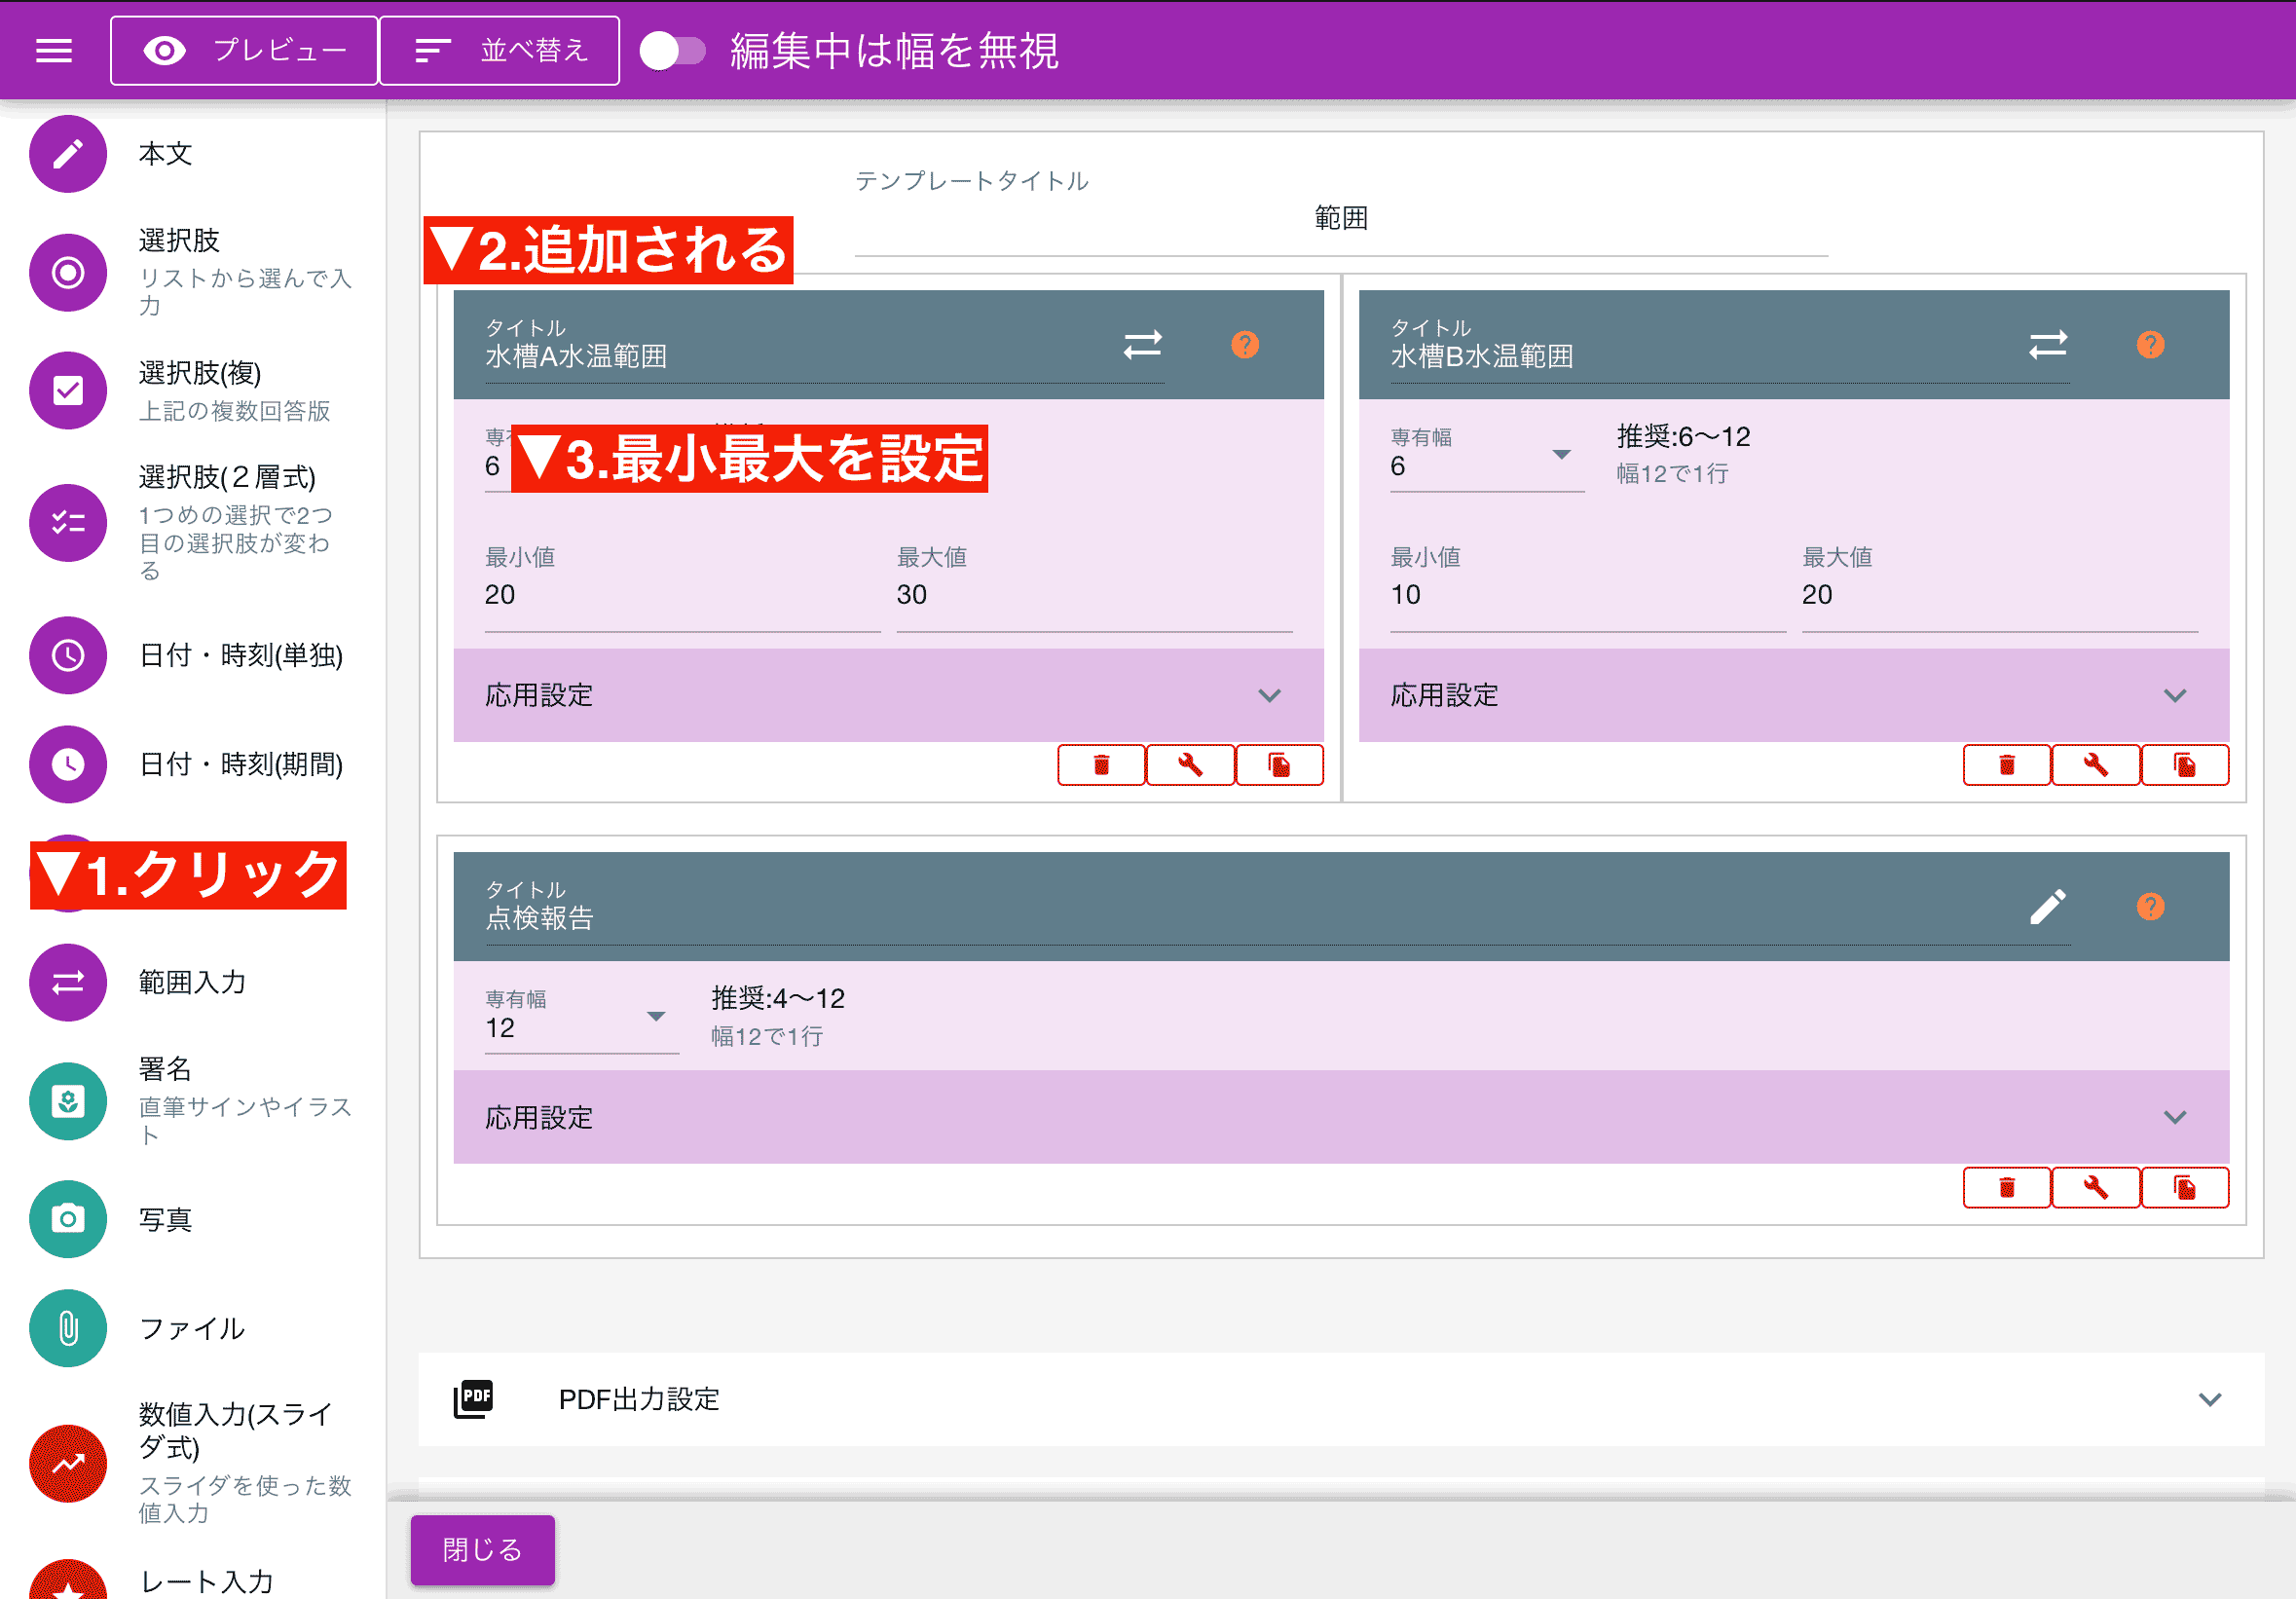 プレビュー
並べ替え
編集中は幅を無視
本文
選択肢
リストから選んで入
力
選択肢(複)
上記の複数回答版
選択肢(２層式)
1つめの選択で2つ
目の選択肢が変わ
る
日付・時刻(単独)
日付・時刻(期間)
▼1.クリック
範囲入力
署名
直筆サインやイラス
ト
写真
ファイル
数値入力(スライ
ダ式)
スライダを使った数
値入力
レート入力
テンプレートタイトル
範囲
▼2.追加される
タイトル
水槽A水温範囲
専有幅
6
▼3.最小最大を設定
最小値
20
最大値
30
応用設定
タイトル
水槽B水温範囲
専有幅
6
推奨:6〜12
幅12で1行
最小値
10
最大値
20
応用設定
タイトル
点検報告
専有幅
12
推奨:4〜12
幅12で1行
応用設定
PDF
PDF出力設定
閉じる